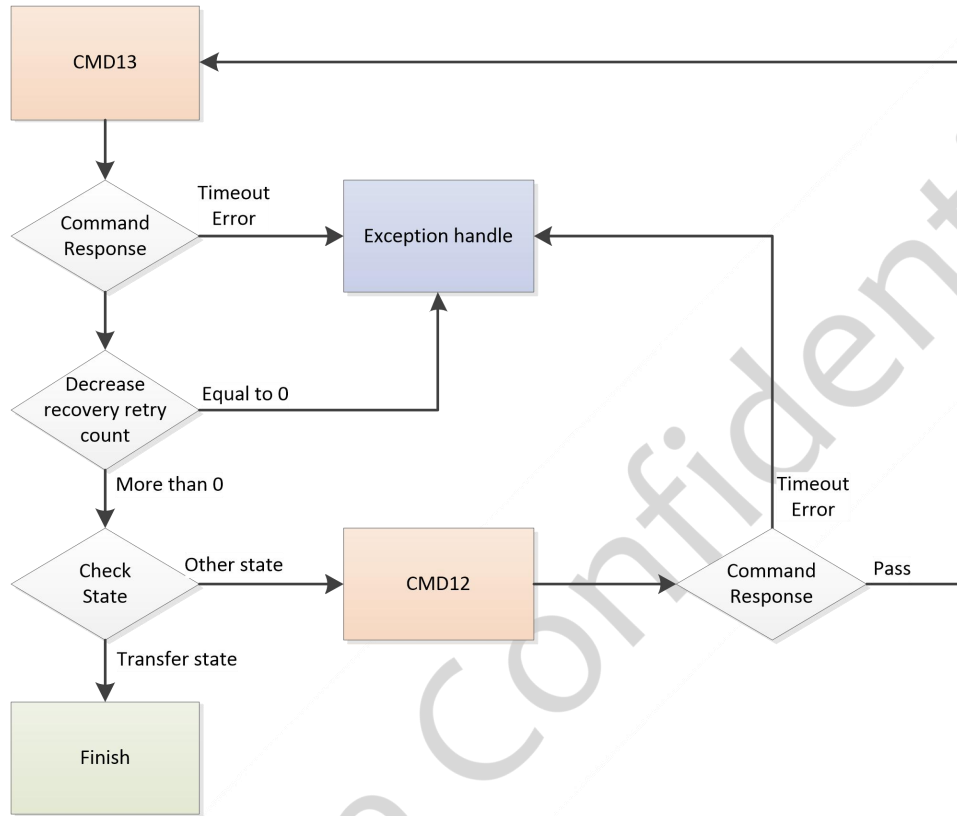 CMD13
Timeout
Error
Command
Response
Exception handle
Decrease
recovery retry
count
Equal to 0
More than 0
Timeout
Error
Check
State
Other state
CMD12
Command
Response
Pass
Transfer state
Finish
Confident